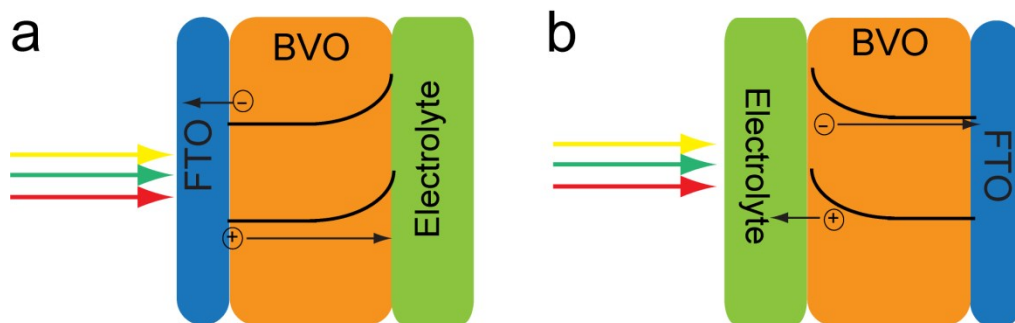 a
BVO
FTO
Electrolyte
−
+
b
BVO
Electrolyte
FTO
−
+